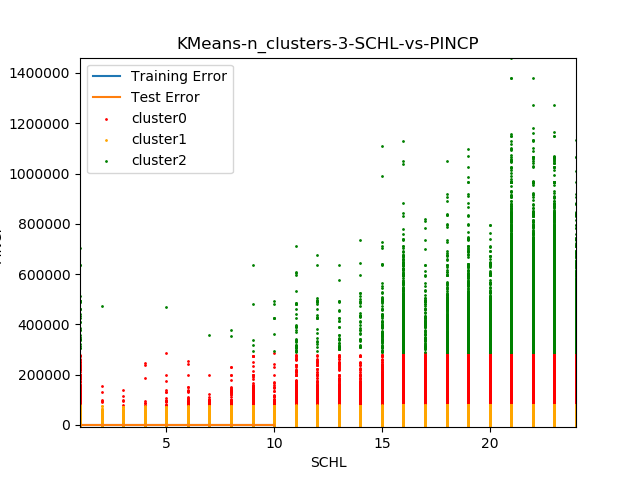 KMeans-n_clusters-3-SCHL-vs-PINCP
1400000
1200000
1000000
800000
600000
400000
200000
0
Training Error
Test Error
cluster0
cluster1
cluster2
5
10
15
20
SCHL